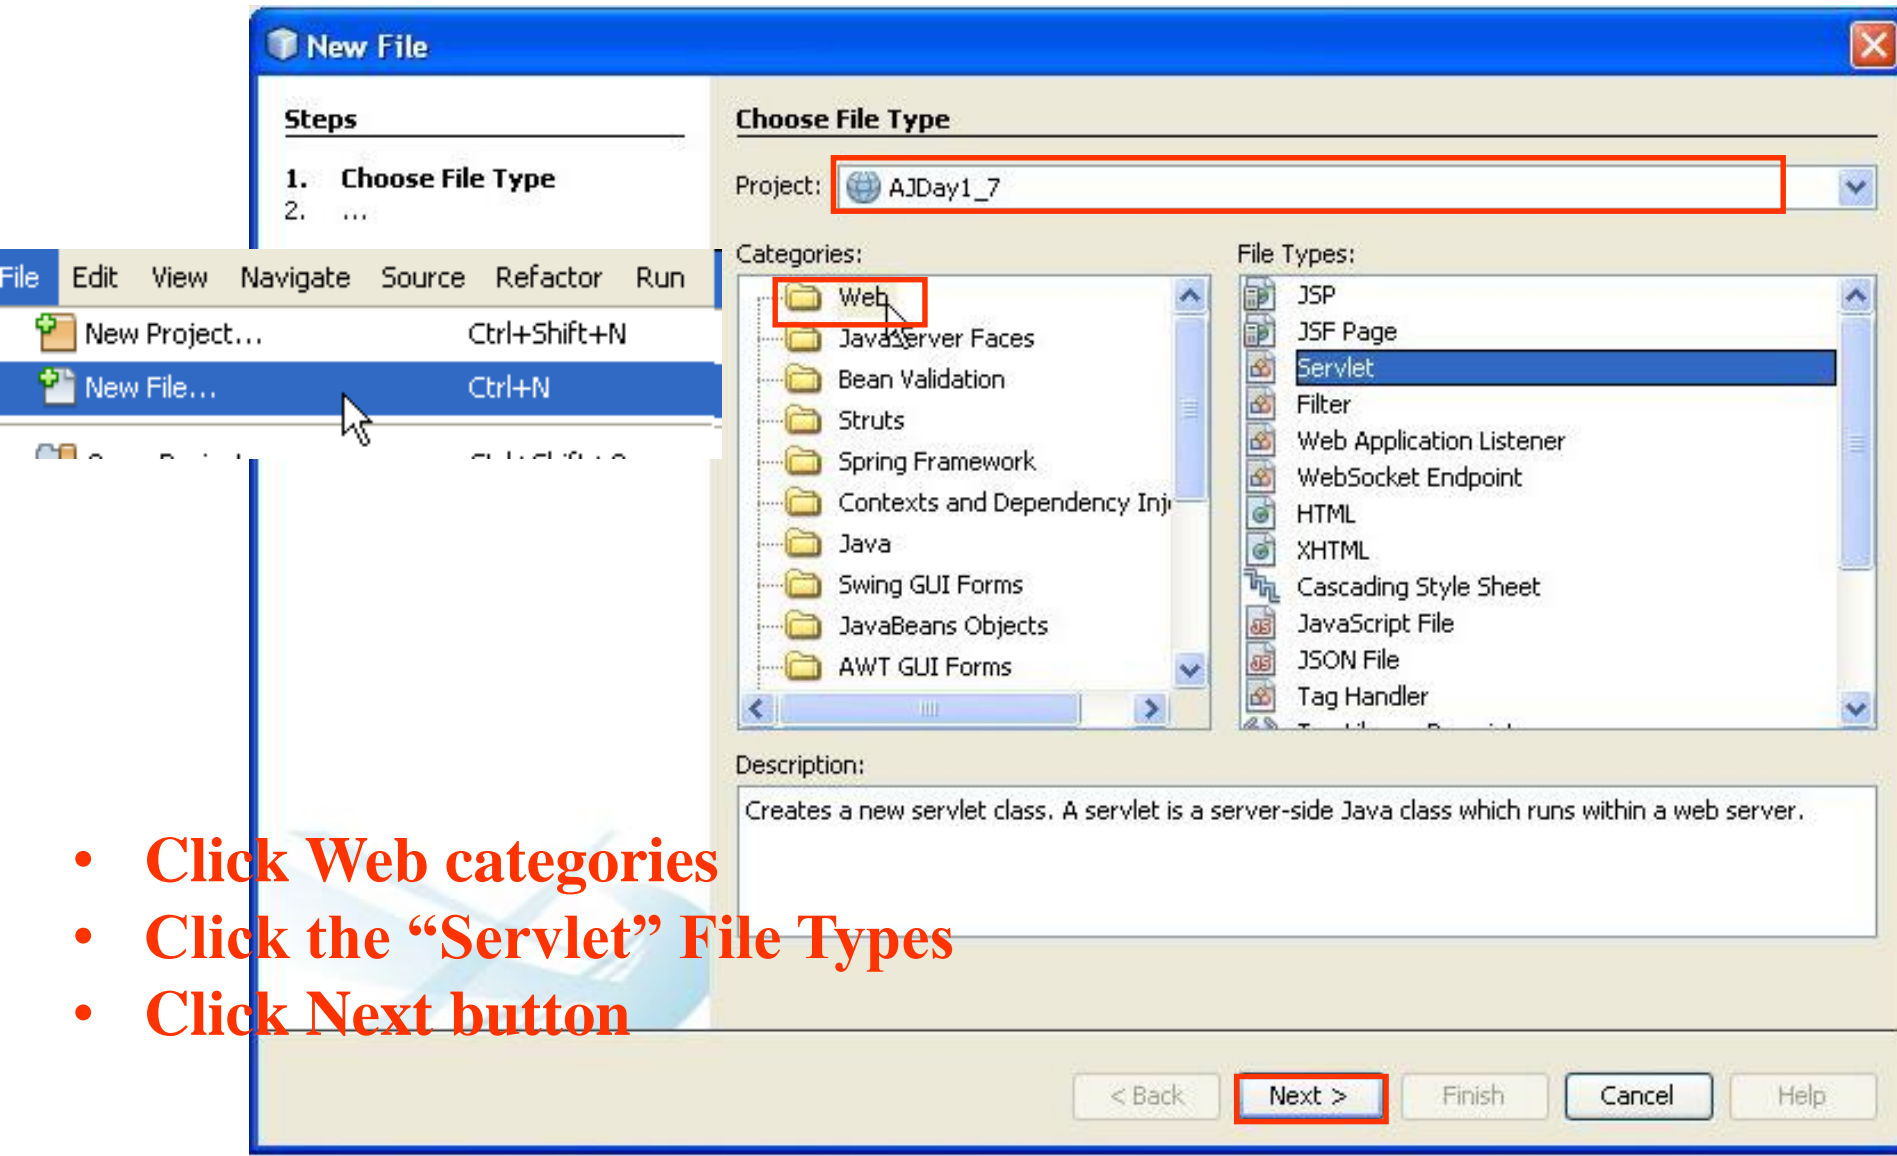 New File
Steps
1. Choose File Type
2. ...
Choose File Type
Project: AJDay1_7
File Edit View Navigate Source Refactor Run
New Project... Ctrl+Shift+N
New File... Ctrl+N
Categories:
Web
JavaServer Faces
Bean Validation
Struts
Spring Framework
Contexts and Dependency Inj
Java
Swing GUI Forms
JavaBeans Objects
AWT GUI Forms
File Types:
JSP
JSF Page
Servlet
Filter
Web Application Listener
WebSocket Endpoint
HTML
XHTML
Cascading Style Sheet
JavaScript File
JSON File
Tag Handler
Description:
Creates a new servlet class. A servlet is a server-side Java class which runs within a web server.
• Click Web categories
• Click the “Servlet” File Types
• Click Next button
< Back Next > Finish Cancel Help